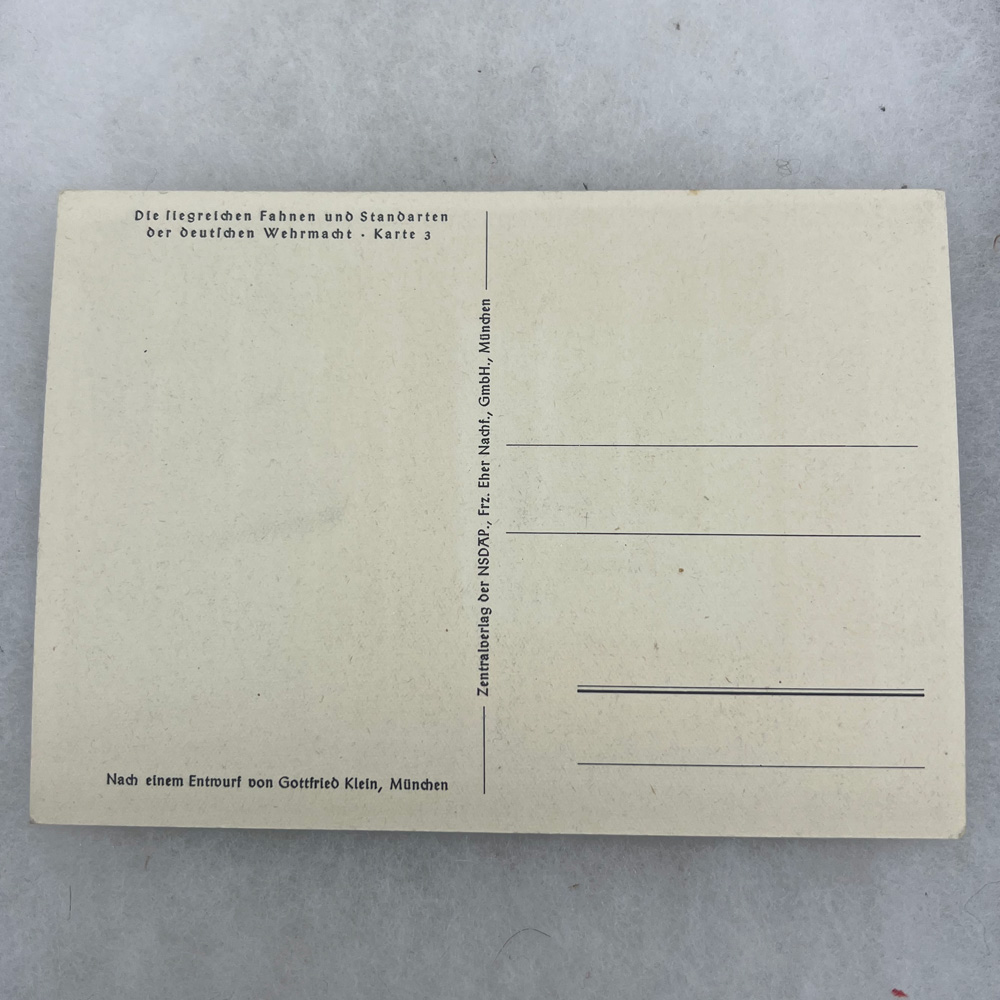 Die siegreichen Fahnen und Standarten
der deutschen Wehrmacht · Karte 3
Zentralverlag der NSDAP., Frz. Eher Nachf., GmbH., München
Nach einem Entwurf von Gottfried Klein, München